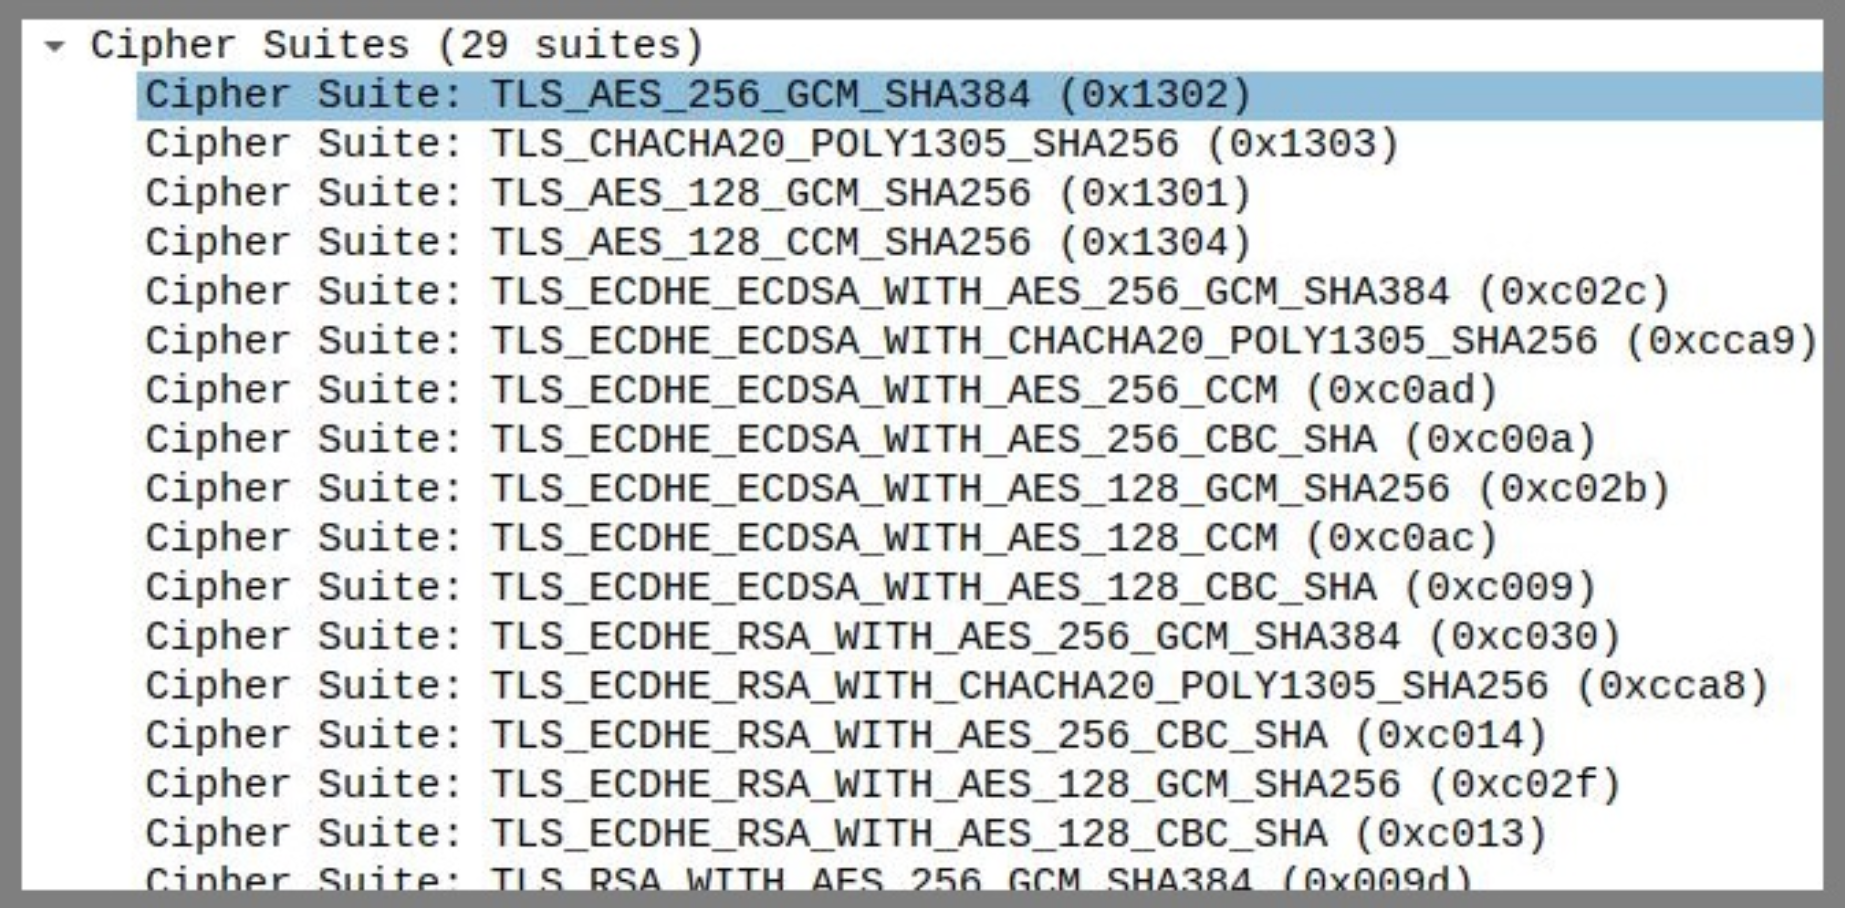 Cipher Suites (29 suites)
Cipher Suite: TLS_AES_256_GCM_SHA384 (0x1302)
Cipher Suite: TLS_CHACHA20_POLY1305_SHA256 (0x1303)
Cipher Suite: TLS_AES_128_GCM_SHA256 (0x1301)
Cipher Suite: TLS_AES_128_CCM_SHA256 (0x1304)
Cipher Suite: TLS_ECDHE_ECDSA_WITH_AES_256_GCM_SHA384 (0xc02c)
Cipher Suite: TLS_ECDHE_ECDSA_WITH_CHACHA20_POLY1305_SHA256 (0xcca9)
Cipher Suite: TLS_ECDHE_ECDSA_WITH_AES_256_CCM (0xc0ad)
Cipher Suite: TLS_ECDHE_ECDSA_WITH_AES_256_CBC_SHA (0xc00a)
Cipher Suite: TLS_ECDHE_ECDSA_WITH_AES_128_GCM_SHA256 (0xc02b)
Cipher Suite: TLS_ECDHE_ECDSA_WITH_AES_128_CCM (0xc0ac)
Cipher Suite: TLS_ECDHE_ECDSA_WITH_AES_128_CBC_SHA (0xc009)
Cipher Suite: TLS_ECDHE_RSA_WITH_AES_256_GCM_SHA384 (0xc030)
Cipher Suite: TLS_ECDHE_RSA_WITH_CHACHA20_POLY1305_SHA256 (0xcca8)
Cipher Suite: TLS_ECDHE_RSA_WITH_AES_256_CBC_SHA (0xc014)
Cipher Suite: TLS_ECDHE_RSA_WITH_AES_128_GCM_SHA256 (0xc02f)
Cipher Suite: TLS_ECDHE_RSA_WITH_AES_128_CBC_SHA (0xc013)
Cipher Suite: TLS_RSA_WITH_AES_256_GCM_SHA384 (0x009d)